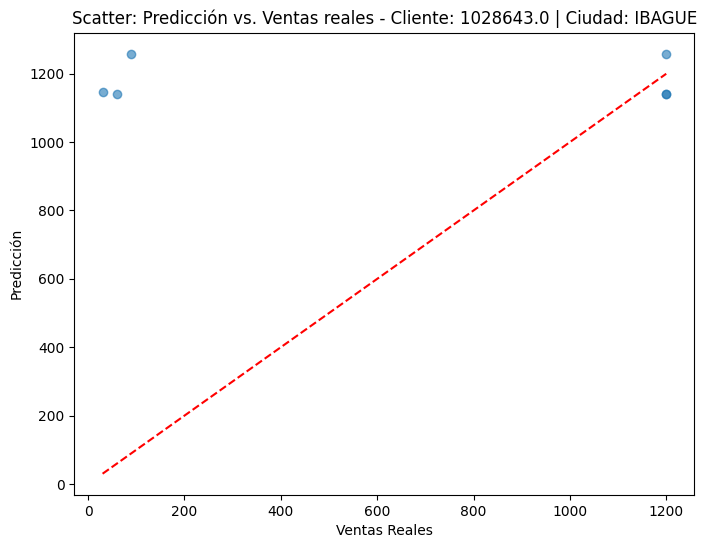 Scatter: Predicción vs. Ventas reales - Cliente: 1028643.0 | Ciudad: IBAGUE
1200
1000
800
600
400
200
0
Predicción
0 200 400 600 800 1000 1200
Ventas Reales